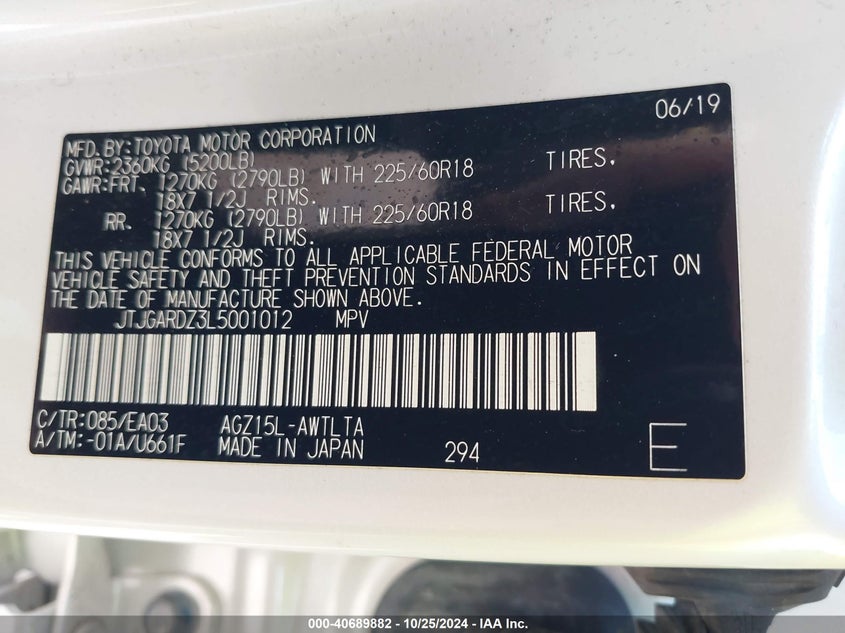 06/19
MFD.BY:TOYOTA MOTOR CORPORATION
GVWR:2360KG (5200LB)
GAWR:FRT. 1270KG (2790LB) WITH 225/60R18 TIRES,
18X7 1/2J RIMS.
RR. 1270KG (2790LB) WITH 225/60R18 TIRES,
18X7 1/2J RIMS.
THIS VEHICLE CONFORMS TO ALL APPLICABLE FEDERAL MOTOR
VEHICLE SAFETY AND THEFT PREVENTION STANDARDS IN EFFECT ON
THE DATE OF MANUFACTURE SHOWN ABOVE.
JTJGARDZ3L5001012 MPV
C/TR:085/EA03 AGZ15L-AWTLTA
A/TM:-01A/U661F MADE IN JAPAN 294 E
000-40689882 - 10/25/2024 - IAA Inc.